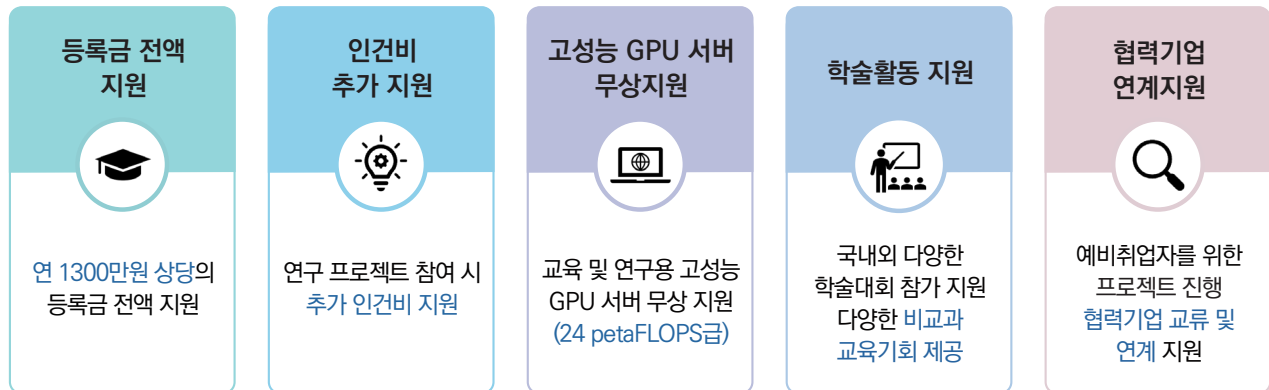 등록금 전액
지원
연 1300만원 상당의
등록금 전액 지원
인건비
추가 지원
연구 프로젝트 참여 시
추가 인건비 지원
고성능 GPU 서버
무상지원
교육 및 연구용 고성능
GPU 서버 무상 지원
(24 petaFLOPS급)
학술활동 지원
국내외 다양한
학술대회 참가 지원
다양한 비교과
교육기회 제공
협력기업
연계지원
예비취업자를 위한
프로젝트 진행
협력기업 교류 및
연계 지원